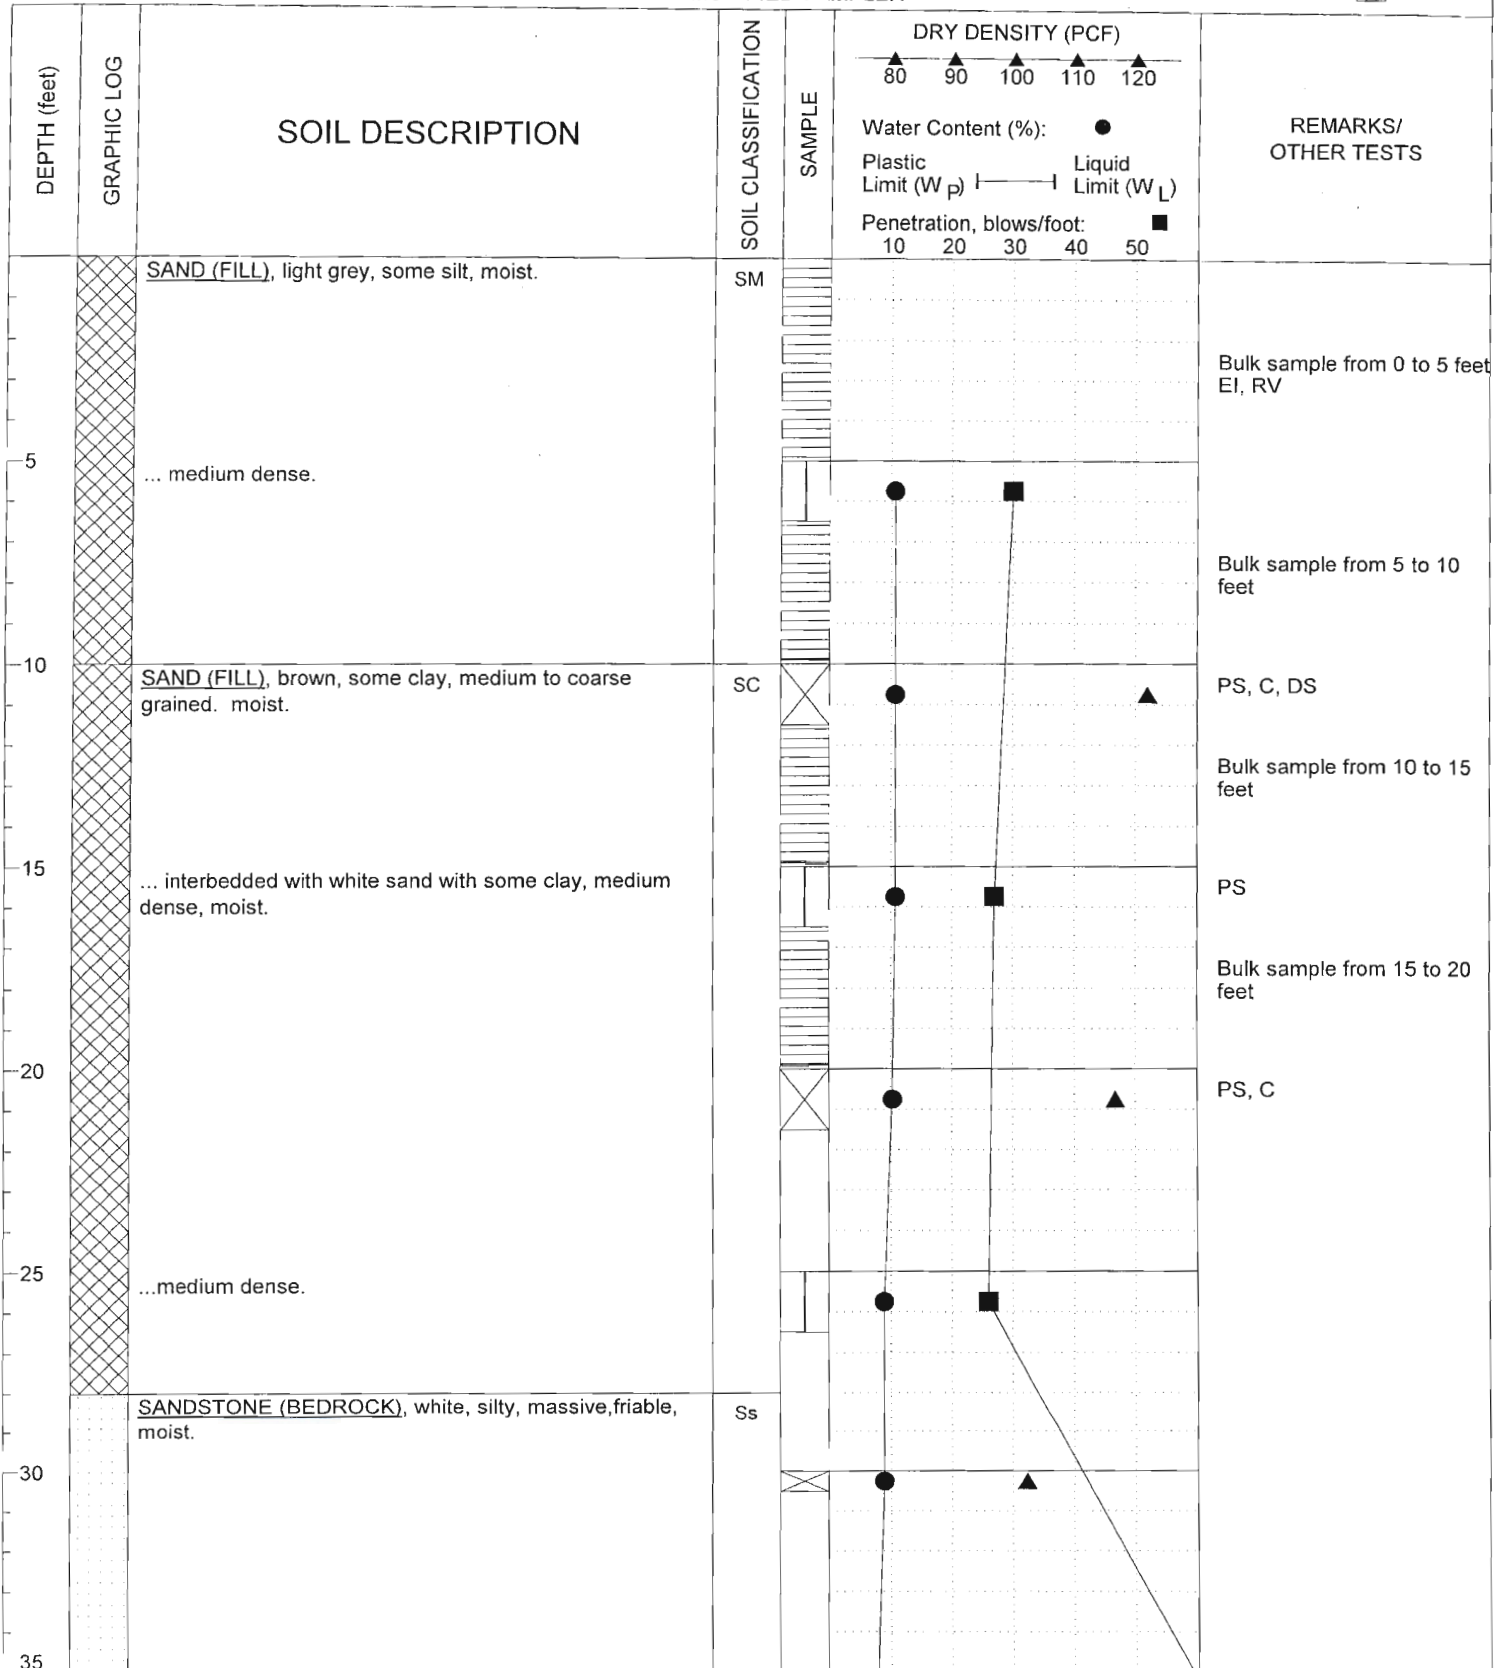 DEPTH (feet)
GRAPHIC LOG
SOIL DESCRIPTION
SOIL CLASSIFICATION
SAMPLE
DRY DENSITY (PCF)
80 90 100 110 120
Water Content (%):
Plastic Limit (W P)
Liquid Limit (W L)
Penetration, blows/foot:
10 20 30 40 50
REMARKS/
OTHER TESTS
SAND (FILL), light grey, some silt, moist.
SM
Bulk sample from 0 to 5 feet
EI, RV
5
... medium dense.
Bulk sample from 5 to 10
feet
10
SAND (FILL), brown, some clay, medium to coarse
grained. moist.
SC
PS, C, DS
Bulk sample from 10 to 15
feet
15
... interbedded with white sand with some clay, medium
dense, moist.
PS
Bulk sample from 15 to 20
feet
20
PS, C
25
...medium dense.
SANDSTONE (BEDROCK), white, silty, massive,friable,
moist.
Ss
30
35